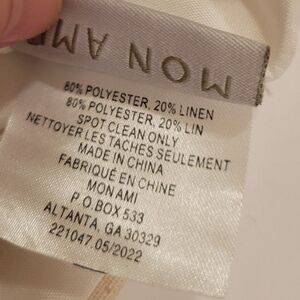 MON AMI
80% POLYESTER, 20% LINEN
80% POLYESTER, 20% LIN
SPOT CLEAN ONLY
NETTOYER LES TACHES SEULEMENT
MADE IN CHINA
FABRIQUÉ EN CHINE
MON AMI
P O BOX 533
ALTANTA, GA 30329
221047.05/2022